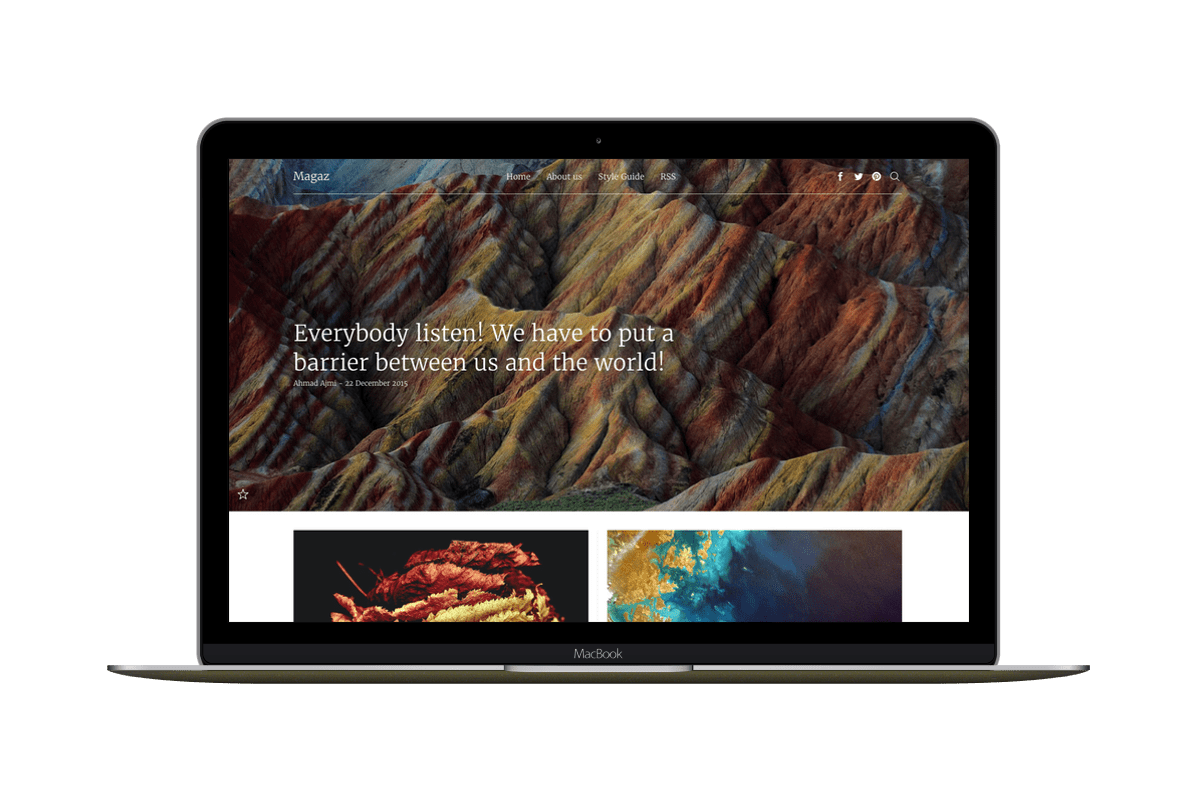 Magaz
Home
About us
Style Guide
RSS
Everybody listen! We have to put a
barrier between us and the world!
Ahmad Ajmi – 22 December 2015
MacBook